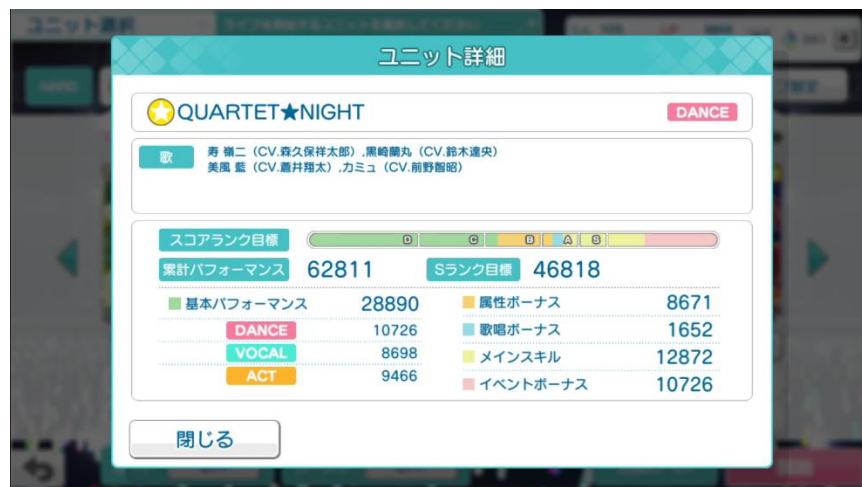 ユニット選択
ユニット詳細
QUARTET★NIGHT
DANCE
歌
寿 嶺二（CV.森久保祥太郎）,黒崎蘭丸（CV.鈴木達央）
美風 藍（CV.蒼井翔太）,カミュ（CV.前野智昭）
スコアランク目標
D C B A S
累計パフォーマンス 62811 Sランク目標 46818
基本パフォーマンス 28890
DANCE 10726
VOCAL 8698
ACT 9466
属性ボーナス 8671
歌唱ボーナス 1652
メインスキル 12872
イベントボーナス 10726
閉じる